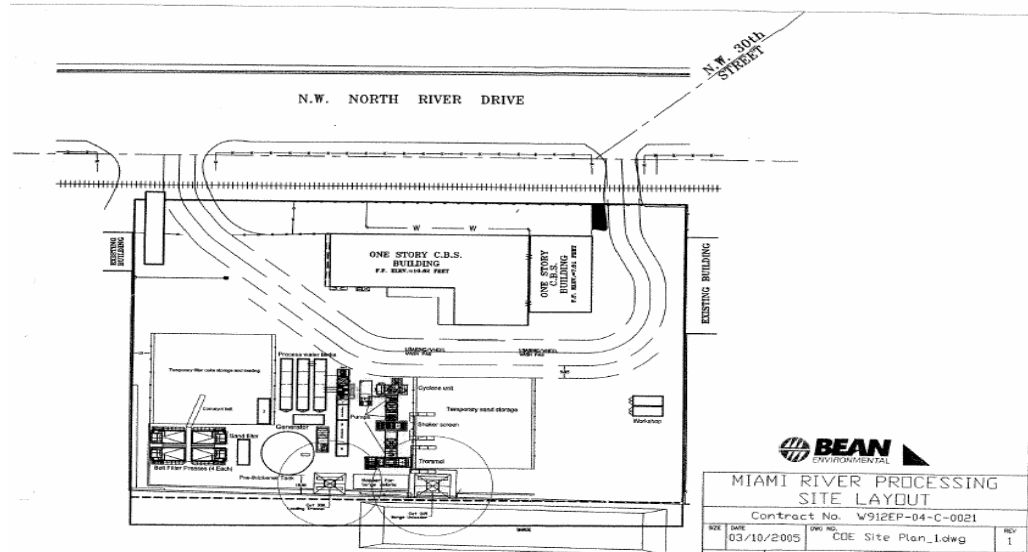 N.W. 30th
STREET
N.W. NORTH RIVER DRIVE
W W
EXISTING
BUILDING
ONE STORY C.B.S.
BUILDING
ONE STORY
C.B.S.
BUILDING
EXISTING BUILDING
Process water tanks
Temporary filter cake storage and loading
Cyclone unit
Conveyor belt
Temporary sand storage
Pumps
Shaker screen
Workshop
Sand filter
Generator
Trommel
Belt Filter Presses (4 Each)
Pre-thickener Tank
BARGE
BEAN
ENVIRONMENTAL
MIAMI RIVER PROCESSING
SITE LAYOUT
Contract No. W912EP-04-C-0021
SIZE DATE DWG NO. REV
03/10/2005 COE Site Plan_1.dwg 1